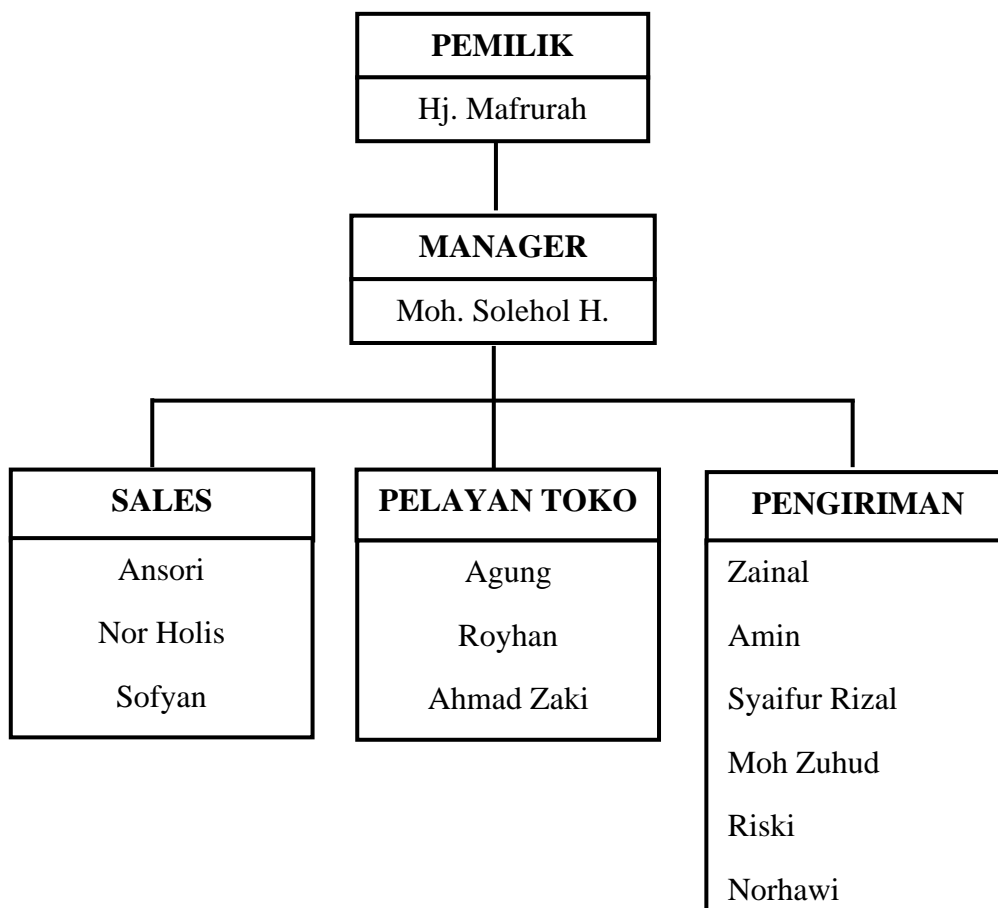 PEMILIK
Hj. Mafrurah
MANAGER
Moh. Solehol H.
SALES
Ansori
Nor Holis
Sofyan
PELAYAN TOKO
Agung
Royhan
Ahmad Zaki
PENGIRIMAN
Zainal
Amin
Syaifur Rizal
Moh Zuhud
Riski
Norhawi